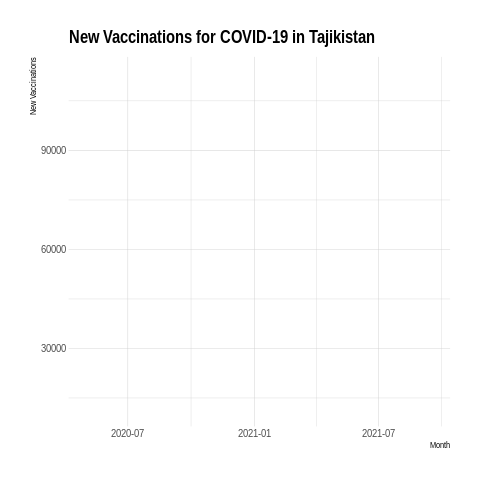 New Vaccinations for COVID-19 in Tajikistan
New Vaccinations
90000
60000
30000
2020-07
2021-01
2021-07
Month